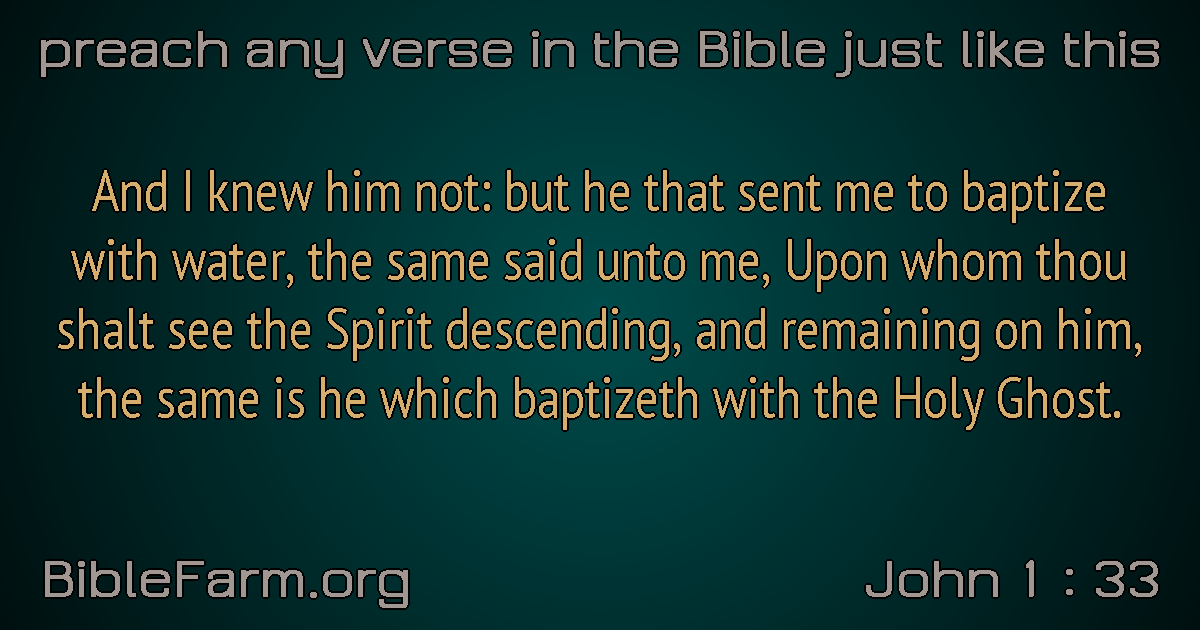 preach any verse in the Bible just like this
And I knew him not: but he that sent me to baptize
with water, the same said unto me, Upon whom thou
shalt see the Spirit descending, and remaining on him,
the same is he which baptizeth with the Holy Ghost.
BibleFarm.org
John 1 : 33